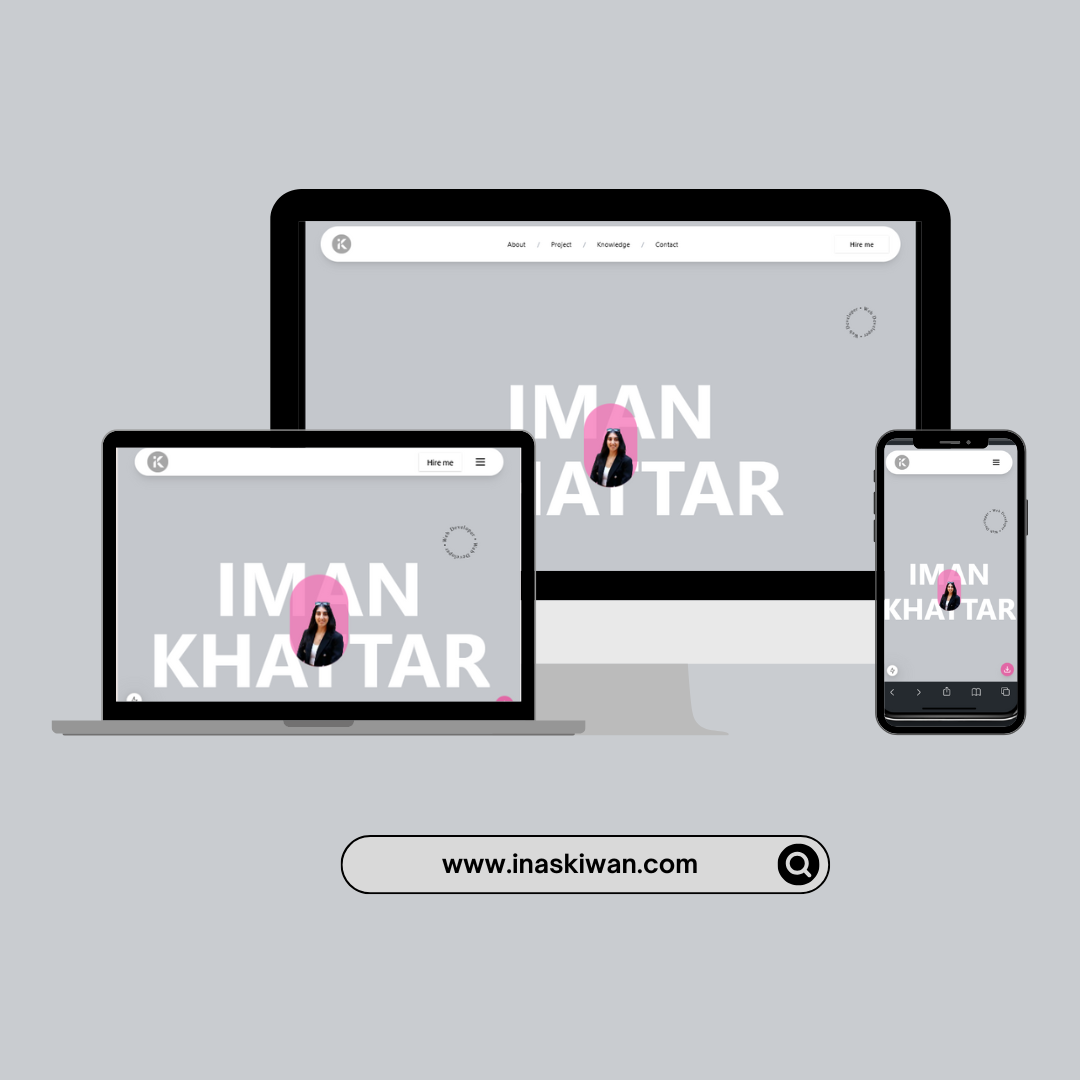 About / Project / Knowledge / Contact
Hire me
Web Developer • Web Developer •
IMAN
KHATTAR
Hire me
Web Developer • Web Developer •
IMAN
KHATTAR
Web Developer • Web Developer •
IMAN
KHATTAR
www.inaskiwan.com